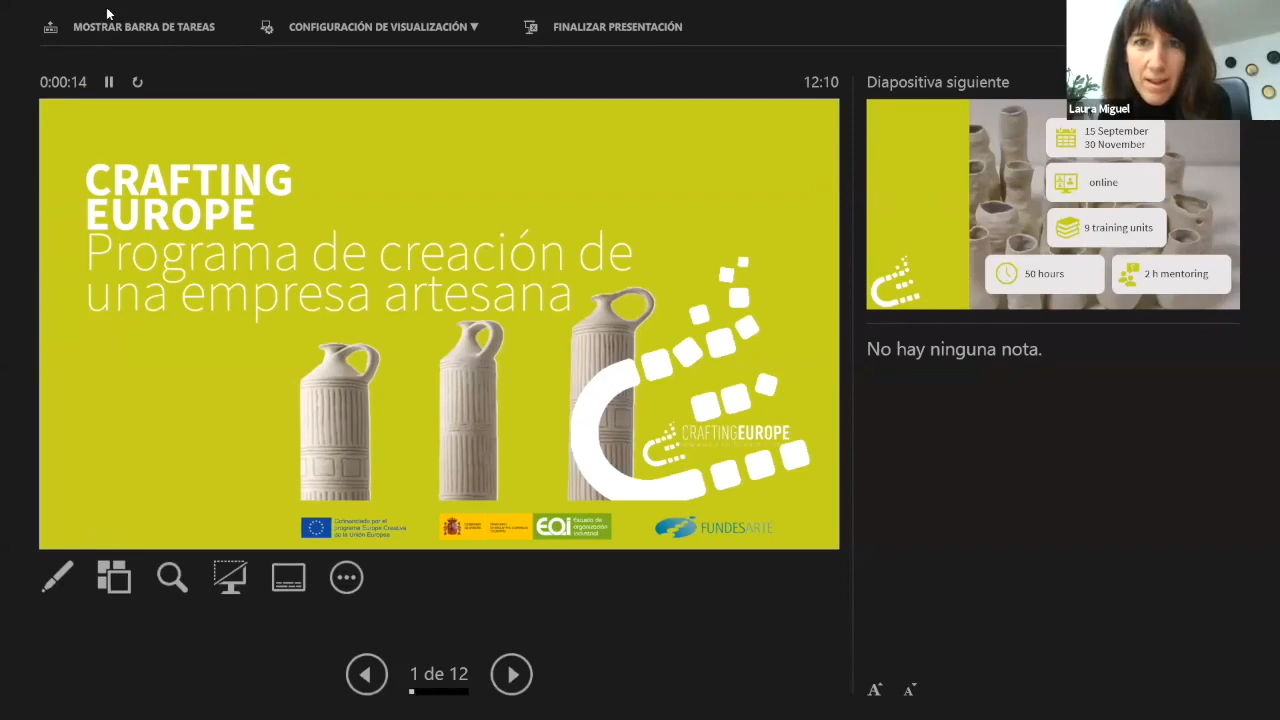 MOSTRAR BARRA DE TAREAS
CONFIGURACIÓN DE VISUALIZACIÓN ▼
FINALIZAR PRESENTACIÓN
Laura Miguel
0:00:14
12:10
Diapositiva siguiente
CRAFTING
EUROPE
Programa de creación de
una empresa artesana
CRAFTINGEUROPE
Cofinanciado por el
programa Europa Creativa
de la Unión Europea
EOi
Escuela de
organización
industrial
FUNDESARTE
15 September
30 November
online
9 training units
50 hours
2 h mentoring
No hay ninguna nota.
1 de 12
A
A